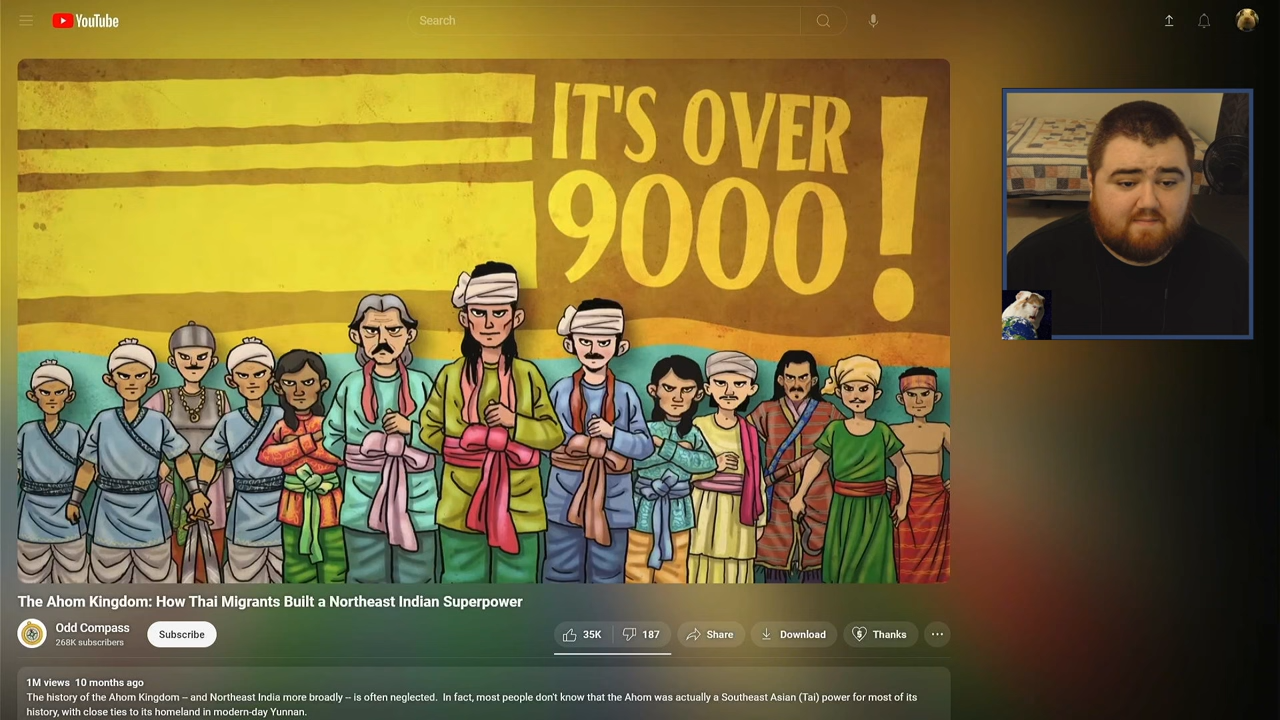 YouTube
Search
IT'S OVER
9000!
The Ahom Kingdom: How Thai Migrants Built a Northeast Indian Superpower
Odd Compass
268K subscribers
Subscribe
35K
187
Share
Download
Thanks
1M views 10 months ago
The history of the Ahom Kingdom – and Northeast India more broadly – is often neglected. In fact, most people don't know that the Ahom was actually a Southeast Asian (Tai) power for most of its
history, with close ties to its homeland in modern-day Yunnan.